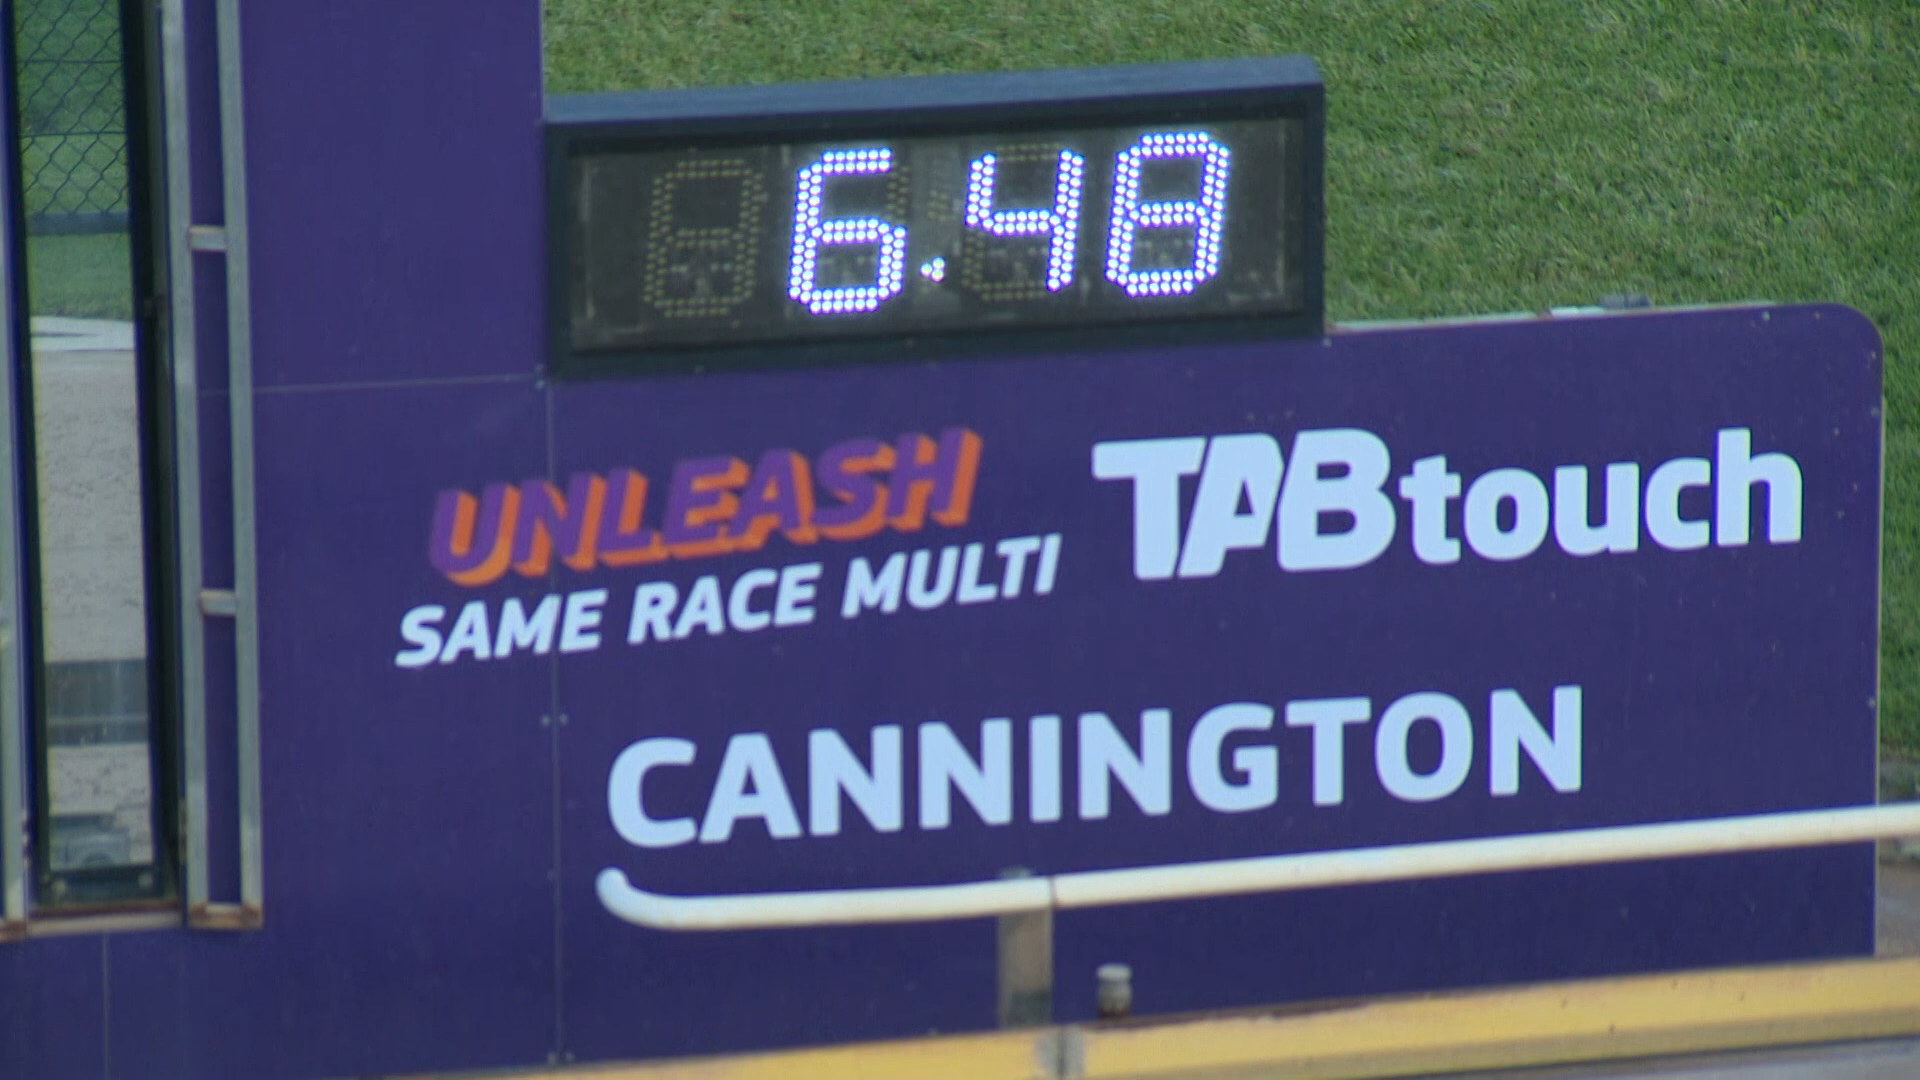 6.48
UNLEASH
SAME RACE MULTI
TABtouch
CANNINGTON